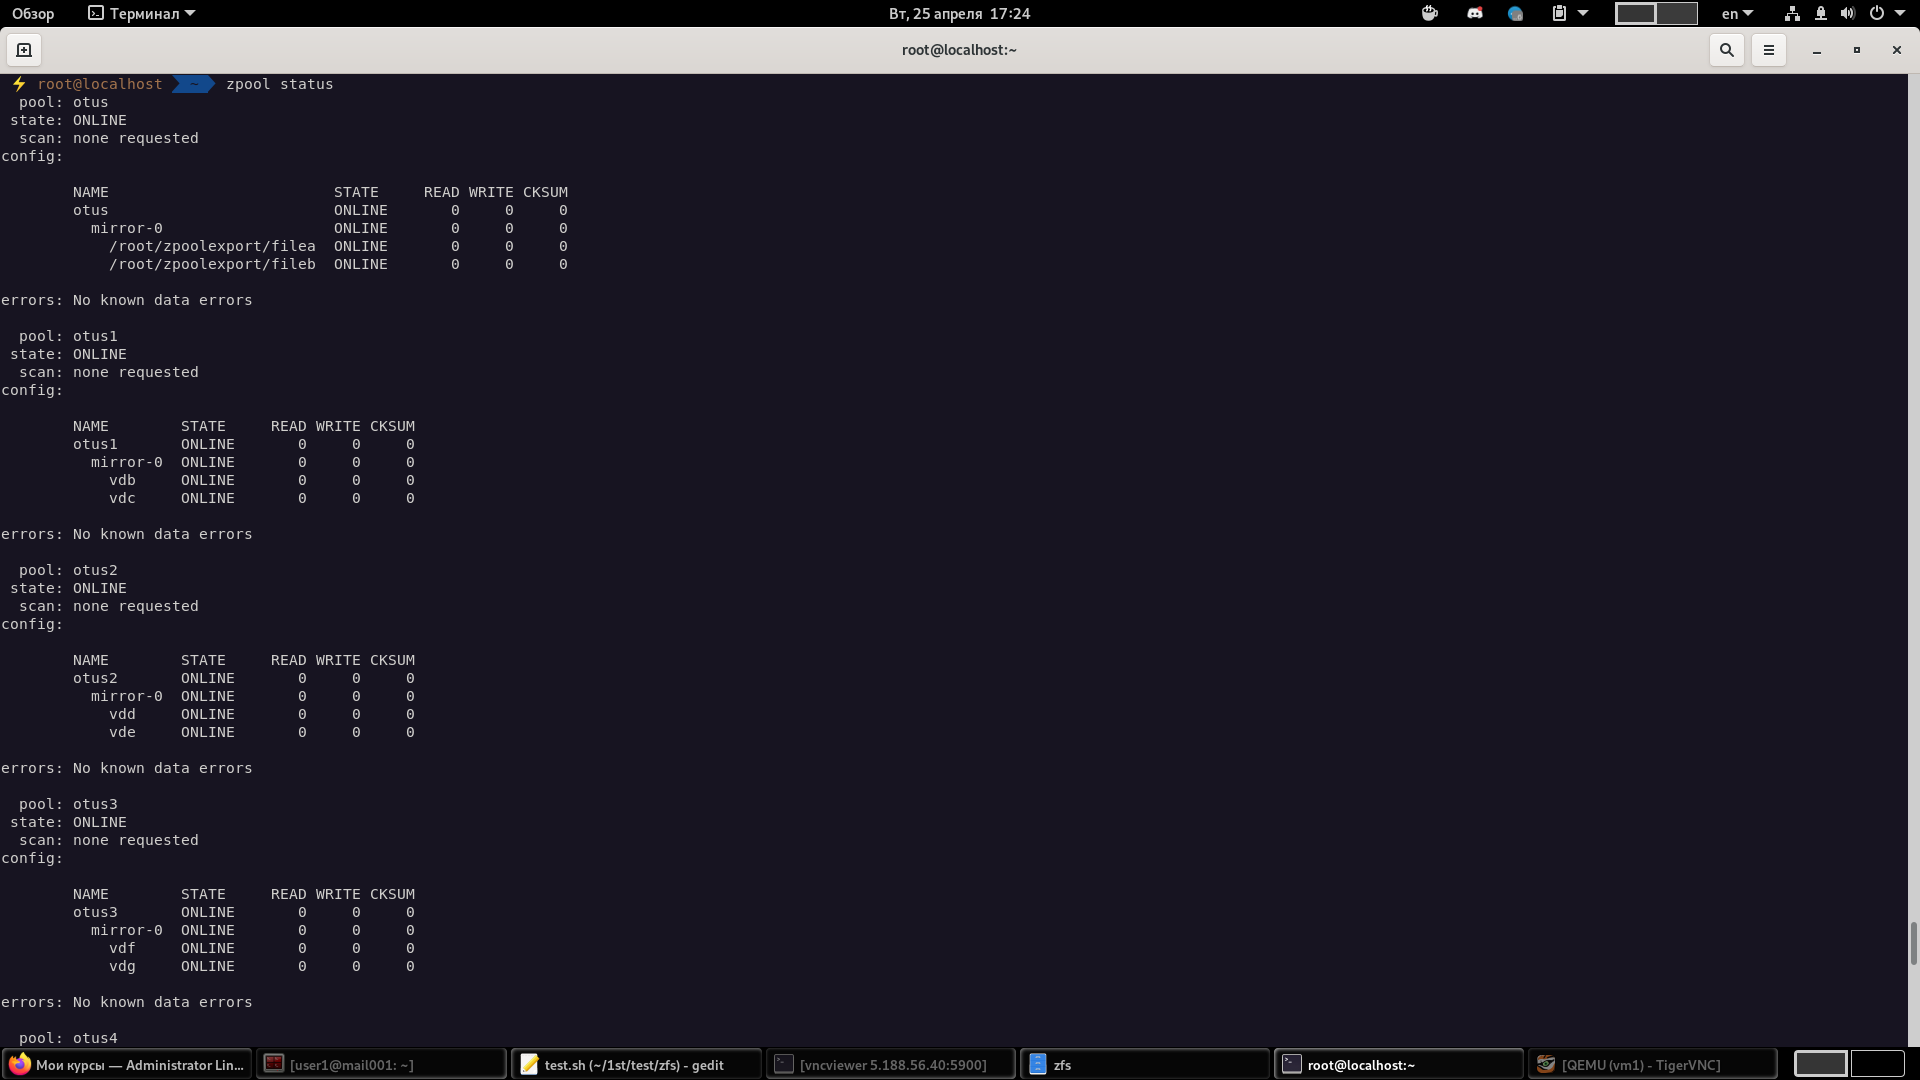 Обзор Терминал Вт, 25 апреля 17:24 en
root@localhost:~
root@localhost ~ zpool status
  pool: otus
 state: ONLINE
  scan: none requested
config:

        NAME                         STATE     READ WRITE CKSUM
        otus                         ONLINE       0     0     0
          mirror-0                   ONLINE       0     0     0
            /root/zpoolexport/filea  ONLINE       0     0     0
            /root/zpoolexport/fileb  ONLINE       0     0     0

errors: No known data errors

  pool: otus1
 state: ONLINE
  scan: none requested
config:

        NAME        STATE     READ WRITE CKSUM
        otus1       ONLINE       0     0     0
          mirror-0  ONLINE       0     0     0
            vdb     ONLINE       0     0     0
            vdc     ONLINE       0     0     0

errors: No known data errors

  pool: otus2
 state: ONLINE
  scan: none requested
config:

        NAME        STATE     READ WRITE CKSUM
        otus2       ONLINE       0     0     0
          mirror-0  ONLINE       0     0     0
            vdd     ONLINE       0     0     0
            vde     ONLINE       0     0     0

errors: No known data errors

  pool: otus3
 state: ONLINE
  scan: none requested
config:

        NAME        STATE     READ WRITE CKSUM
        otus3       ONLINE       0     0     0
          mirror-0  ONLINE       0     0     0
            vdf     ONLINE       0     0     0
            vdg     ONLINE       0     0     0

errors: No known data errors

  pool: otus4
Мои курсы — Administrator Lin... [user1@mail001: ~] test.sh (~/1st/test/zfs) - gedit [vncviewer 5.188.56.40:5900] zfs root@localhost:~ [QEMU (vm1) - TigerVNC]